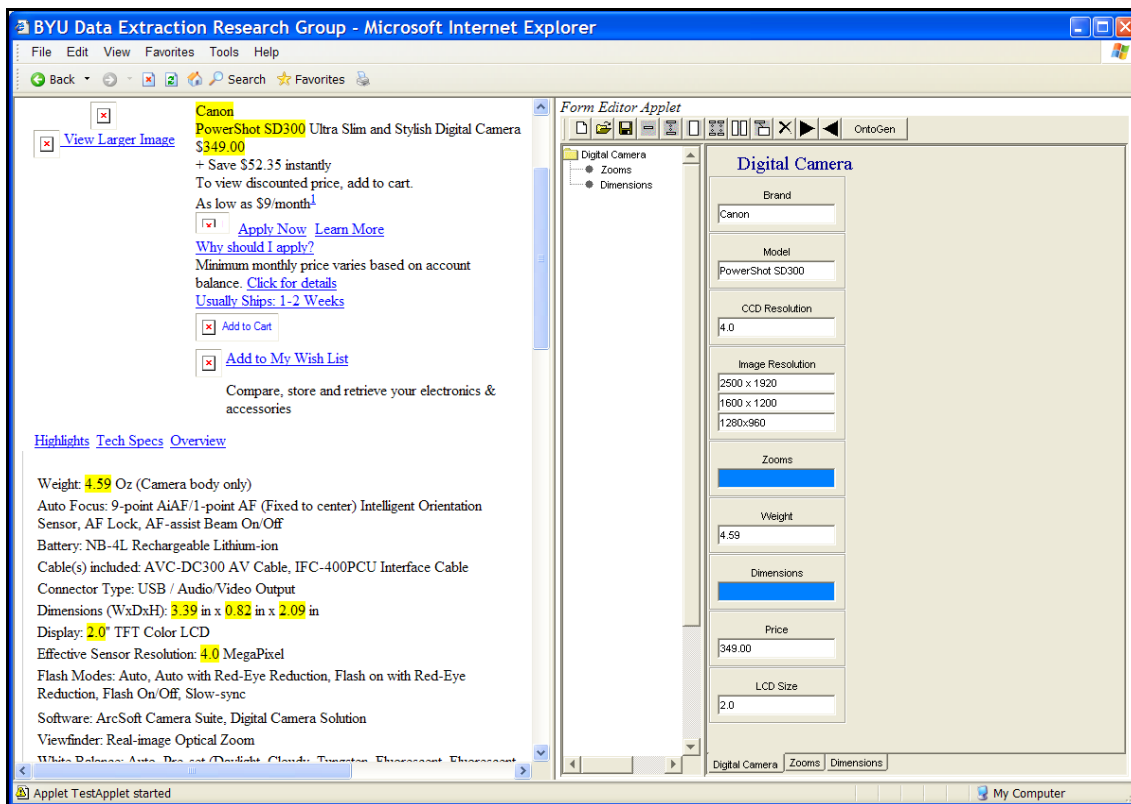 BYU Data Extraction Research Group - Microsoft Internet Explorer
File Edit View Favorites Tools Help
Back Search Favorites
Canon
PowerShot SD300 Ultra Slim and Stylish Digital Camera
$349.00
+ Save $52.35 instantly
To view discounted price, add to cart.
As low as $9/month1
View Larger Image
Apply Now Learn More
Why should I apply?
Minimum monthly price varies based on account
balance. Click for details
Usually Ships: 1-2 Weeks
Add to Cart
Add to My Wish List
Compare, store and retrieve your electronics &
accessories
Highlights Tech Specs Overview
Weight: 4.59 Oz (Camera body only)
Auto Focus: 9-point AiAF/1-point AF (Fixed to center) Intelligent Orientation
Sensor, AF Lock, AF-assist Beam On/Off
Battery: NB-4L Rechargeable Lithium-ion
Cable(s) included: AVC-DC300 AV Cable, IFC-400PCU Interface Cable
Connector Type: USB / Audio/Video Output
Dimensions (WxDxH): 3.39 in x 0.82 in x 2.09 in
Display: 2.0" TFT Color LCD
Effective Sensor Resolution: 4.0 MegaPixel
Flash Modes: Auto, Auto with Red-Eye Reduction, Flash on with Red-Eye
Reduction, Flash On/Off, Slow-sync
Software: ArcSoft Camera Suite, Digital Camera Solution
Viewfinder: Real-image Optical Zoom
White Balance: Auto, Pre-set (Daylight, Cloudy, Tungsten, Fluorescent, Fluorescent
Form Editor Applet
OntoGen
Digital Camera
Zooms
Dimensions
Digital Camera
Brand
Canon
Model
PowerShot SD300
CCD Resolution
4.0
Image Resolution
2500 x 1920
1600 x 1200
1280x960
Zooms
Weight
4.59
Dimensions
Price
349.00
LCD Size
2.0
Digital Camera Zooms Dimensions
Applet TestApplet started
My Computer